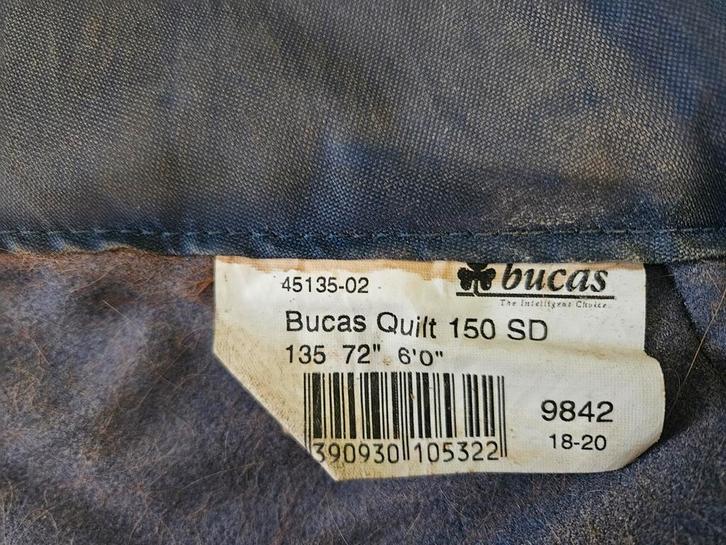 45135-02
bucas
The Intelligent Choice
Bucas Quilt 150 SD
135 72" 6'0"
9842
18-20
390930 105322